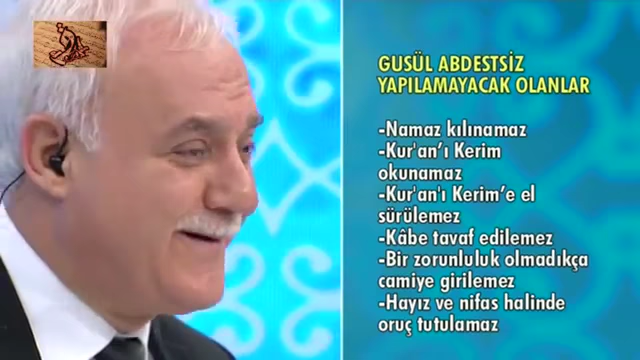 GUSÜL ABDESTSİZ
YAPILAMAYACAK OLANLAR
-Namaz kılınamaz
-Kur'an’ı Kerim
okunamaz
-Kur'an'ı Kerim’e el
sürülemez
-Kâbe tavaf edilemez
-Bir zorunluluk olmadıkça
camiye girilemez
-Hayız ve nifas halinde
oruç tutulamaz